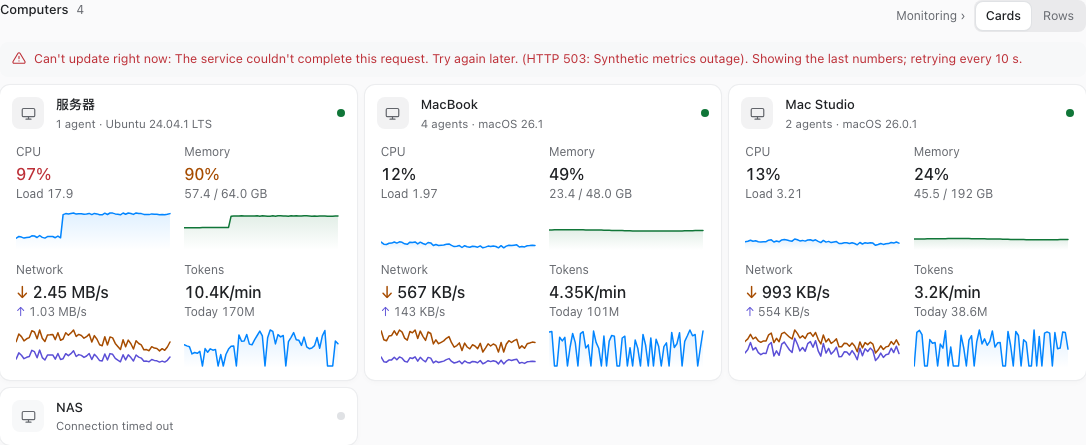 Computers 4
Monitoring ›
Cards
Rows
Can't update right now: The service couldn't complete this request. Try again later. (HTTP 503: Synthetic metrics outage). Showing the last numbers; retrying every 10 s.
服务器
1 agent · Ubuntu 24.04.1 LTS
CPU
Memory
97%
90%
Load 17.9
57.4 / 64.0 GB
Network
Tokens
↓ 2.45 MB/s
10.4K/min
↑ 1.03 MB/s
Today 170M
MacBook
4 agents · macOS 26.1
CPU
Memory
12%
49%
Load 1.97
23.4 / 48.0 GB
Network
Tokens
↓ 567 KB/s
4.35K/min
↑ 143 KB/s
Today 101M
Mac Studio
2 agents · macOS 26.0.1
CPU
Memory
13%
24%
Load 3.21
45.5 / 192 GB
Network
Tokens
↓ 993 KB/s
3.2K/min
↑ 554 KB/s
Today 38.6M
NAS
Connection timed out